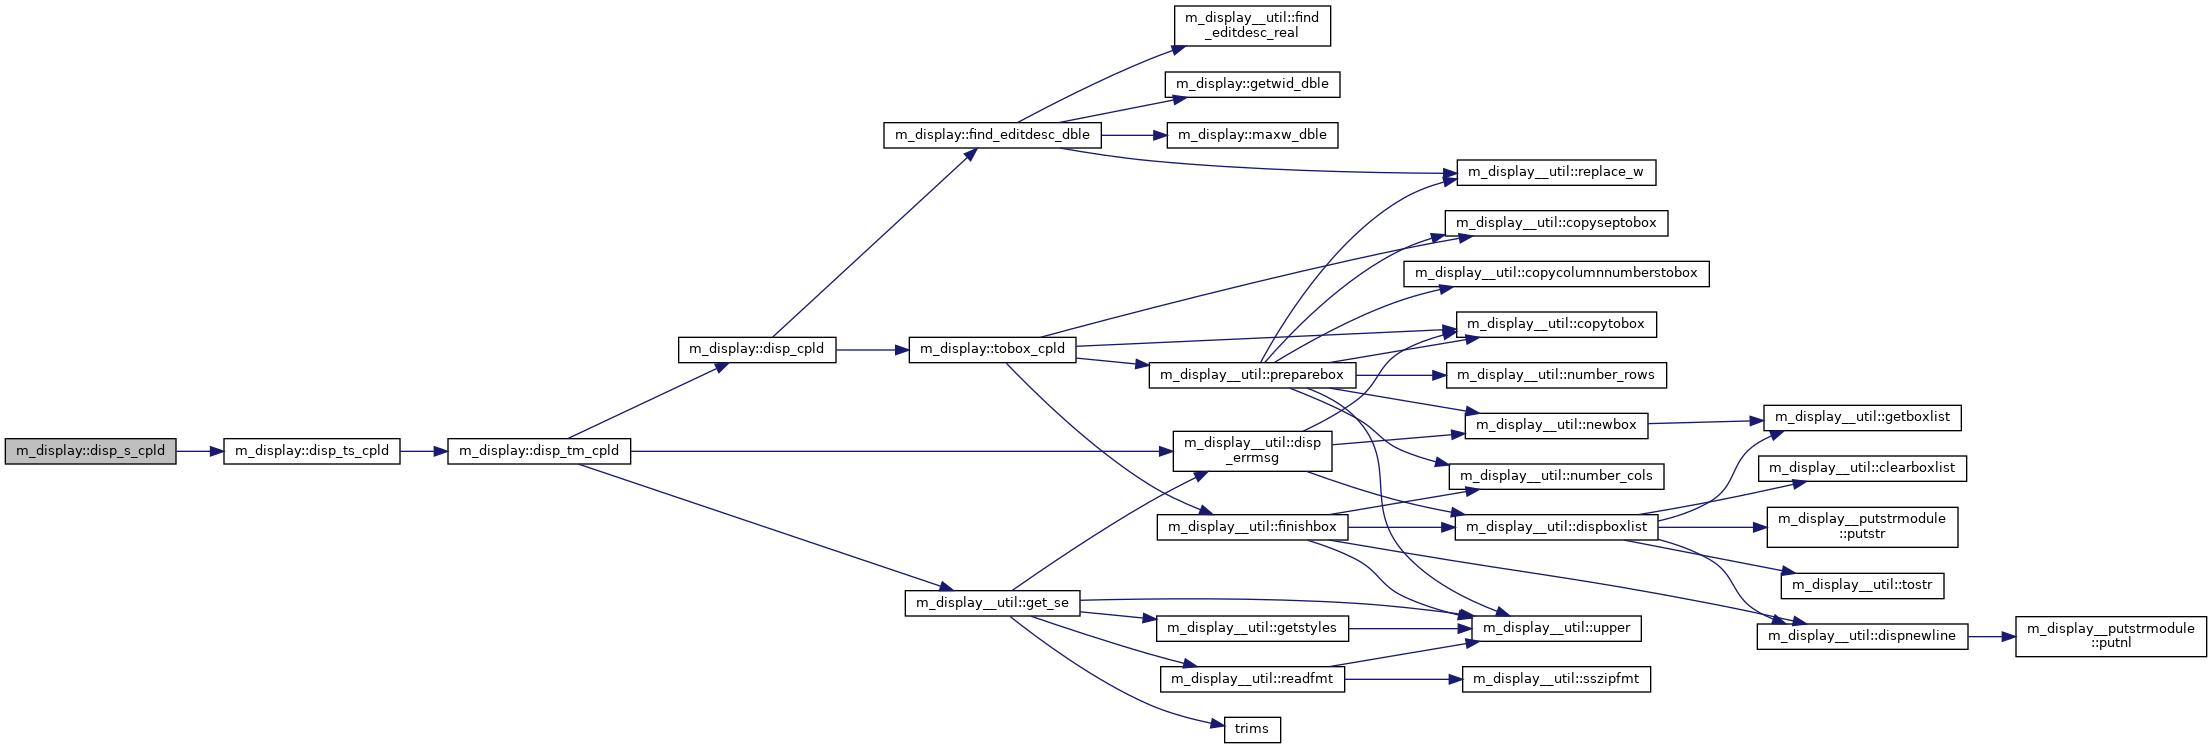 m_display__util::find
_editdesc_real
m_display::getwid_dble
m_display::find_editdesc_dble
m_display::maxw_dble
m_display__util::replace_w
m_display__util::copyseptobox
m_display__util::copycolumnnumberstobox
m_display__util::copytobox
m_display::disp_cpld
m_display::tobox_cpld
m_display__util::preparebox
m_display__util::number_rows
m_display__util::newbox
m_display__util::getboxlist
m_display::disp_s_cpld
m_display::disp_ts_cpld
m_display::disp_tm_cpld
m_display__util::disp
_errmsg
m_display__util::number_cols
m_display__util::clearboxlist
m_display__util::finishbox
m_display__util::dispboxlist
m_display__putstrmodule
::putstr
m_display__util::tostr
m_display__util::get_se
m_display__util::getstyles
m_display__util::upper
m_display__util::dispnewline
m_display__putstrmodule
::putnl
m_display__util::readfmt
m_display__util::sszipfmt
trims